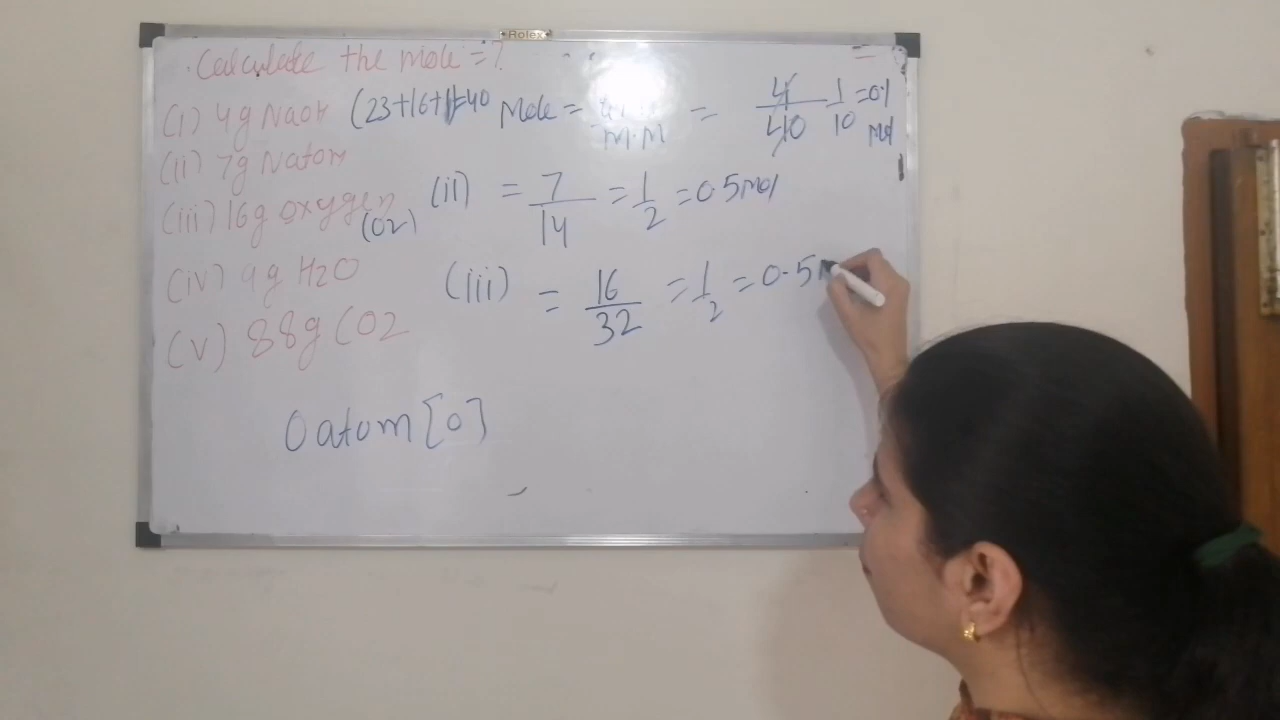 Rolex
Calculate the mole = ?
(i) 4g NaOH (23+16+1)=40 Mole = M.M = 4/40 1/10 =0.1 Mol
(ii) 7g N atom
(ii) = 7/14 = 1/2 = 0.5 Mol
(iii) 16g oxygen (O2)
(iii) = 16/32 = 1/2 = 0.5
(iv) 9g H2O
(v) 88g CO2
O atom [O]